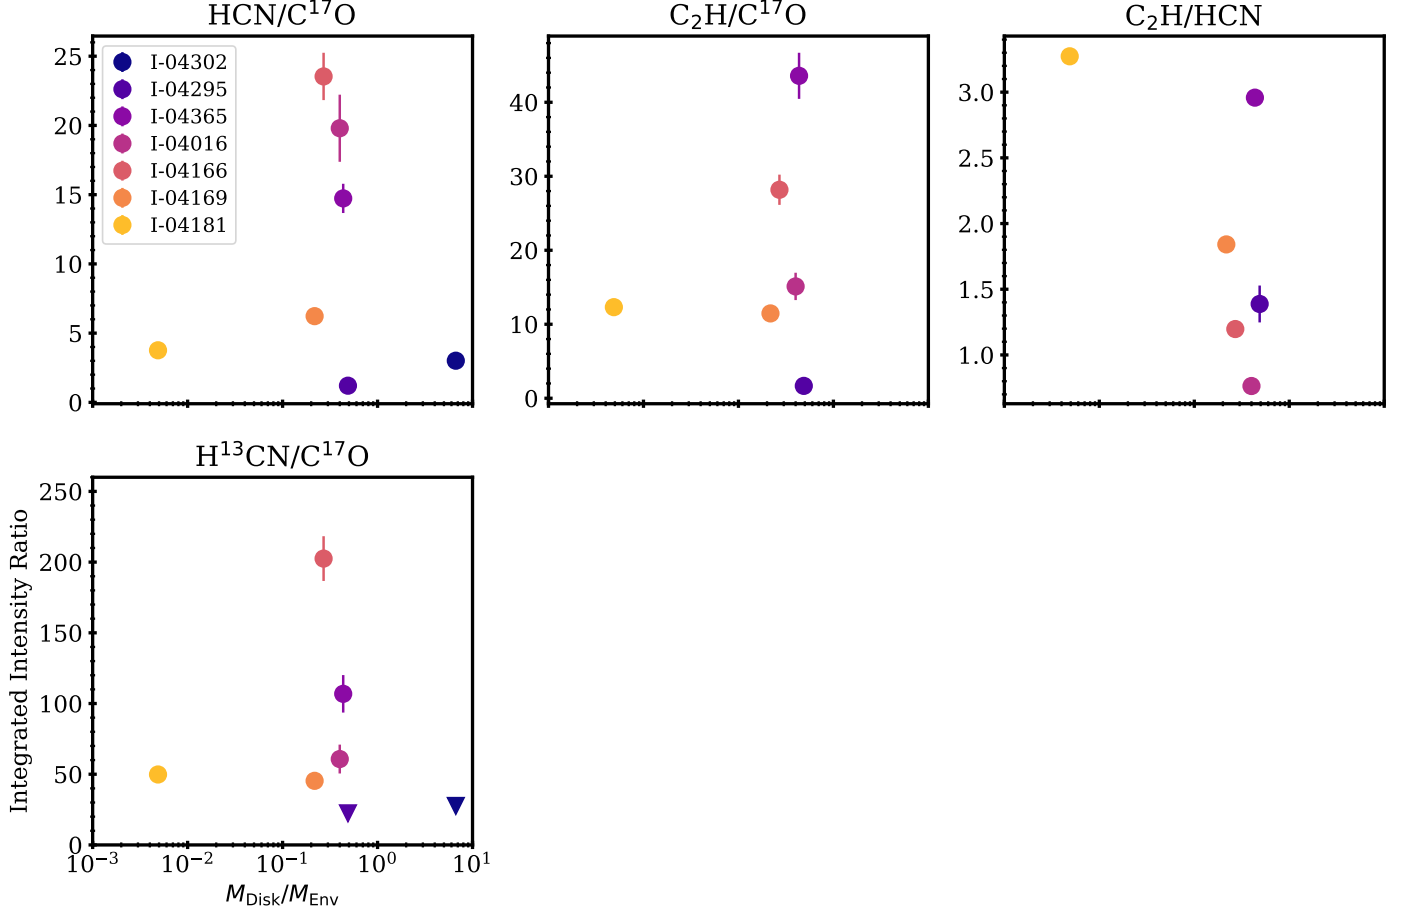 HCN/C¹⁷O
C₂H/C¹⁷O
C₂H/HCN
25
20
15
10
5
0
I-04302
I-04295
I-04365
I-04016
I-04166
I-04169
I-04181
40
30
20
10
0
3.0
2.5
2.0
1.5
1.0
H¹³CN/C¹⁷O
Integrated Intensity Ratio
250
200
150
100
50
0
10⁻³ 10⁻² 10⁻¹ 10⁰ 10¹
M_Disk/M_Env